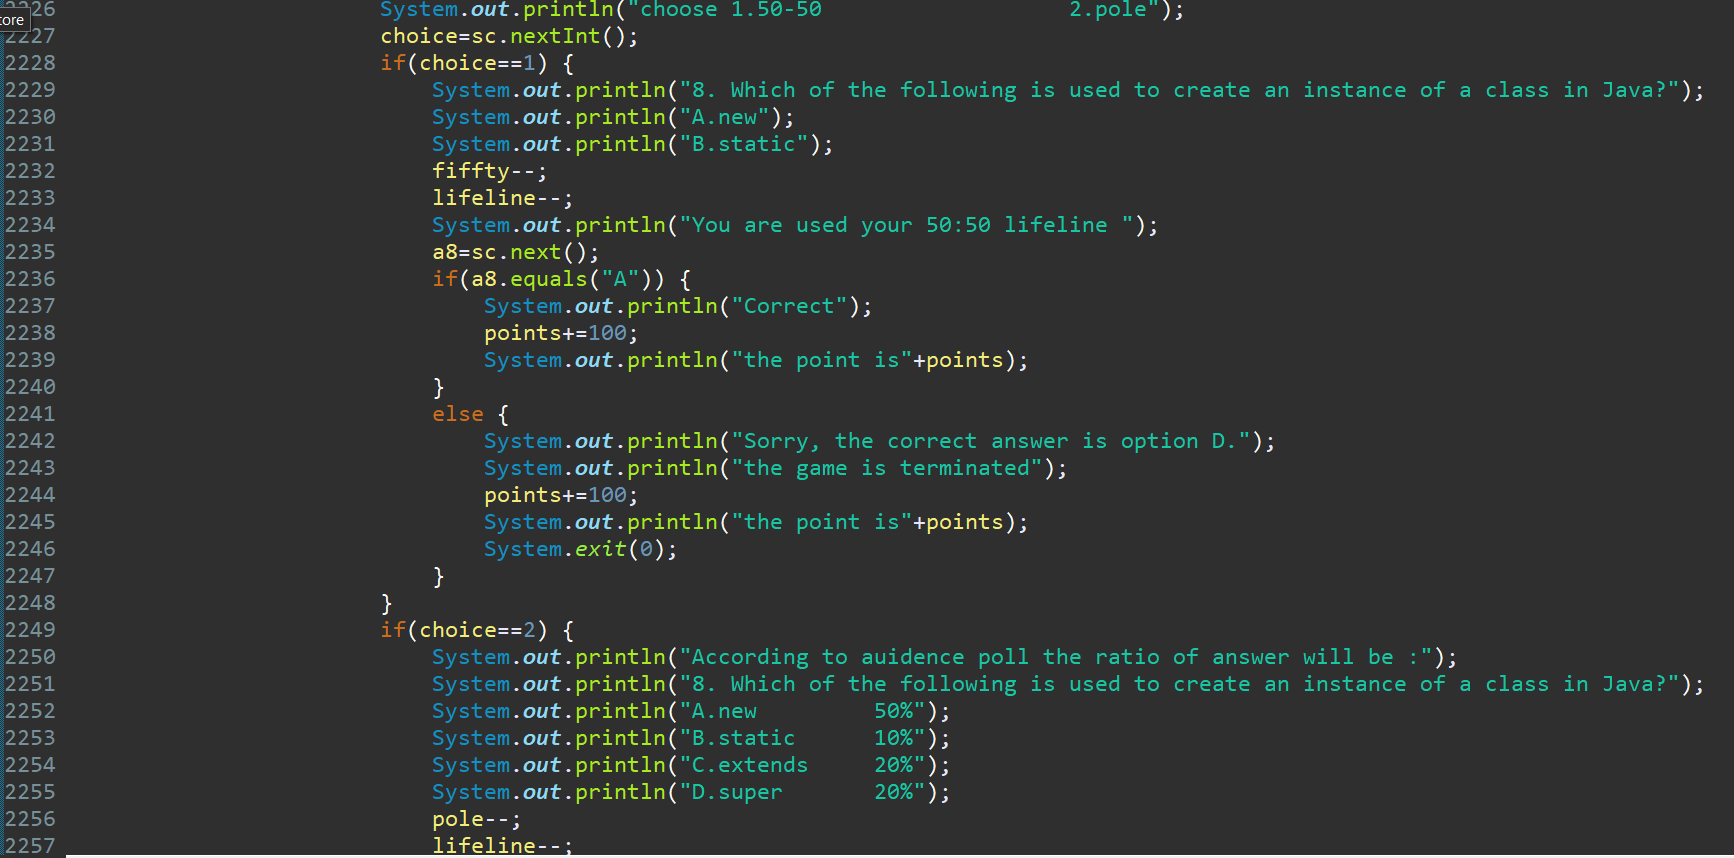 2226                         System.out.println("choose 1.50-50                   2.pole");
tore
2227                         choice=sc.nextInt();
2228                         if(choice==1) {
2229                             System.out.println("8. Which of the following is used to create an instance of a class in Java?");
2230                             System.out.println("A.new");
2231                             System.out.println("B.static");
2232                             fiffty--;
2233                             lifeline--;
2234                             System.out.println("You are used your 50:50 lifeline ");
2235                             a8=sc.next();
2236                             if(a8.equals("A")) {
2237                                 System.out.println("Correct");
2238                                 points+=100;
2239                                 System.out.println("the point is"+points);
2240                             }
2241                             else {
2242                                 System.out.println("Sorry, the correct answer is option D.");
2243                                 System.out.println("the game is terminated");
2244                                 points+=100;
2245                                 System.out.println("the point is"+points);
2246                                 System.exit(0);
2247                             }
2248                         }
2249                         if(choice==2) {
2250                             System.out.println("According to auidence poll the ratio of answer will be :");
2251                             System.out.println("8. Which of the following is used to create an instance of a class in Java?");
2252                             System.out.println("A.new         50%");
2253                             System.out.println("B.static      10%");
2254                             System.out.println("C.extends     20%");
2255                             System.out.println("D.super       20%");
2256                             pole--;
2257                             lifeline--;